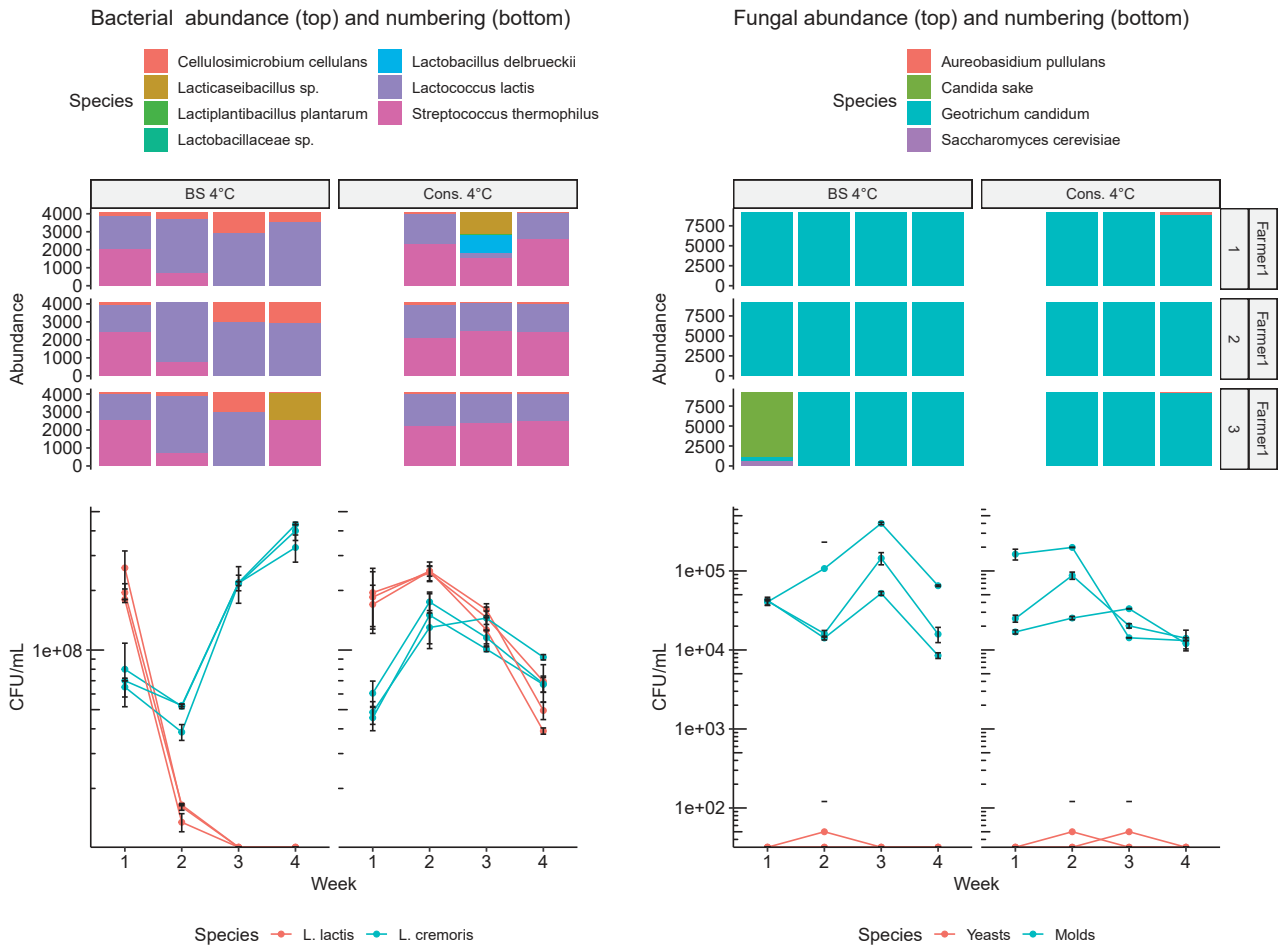 Bacterial  abundance (top) and numbering (bottom)
Species
Cellulosimicrobium cellulans
Lacticaseibacillus sp.
Lactiplantibacillus plantarum
Lactobacillaceae sp.
Lactobacillus delbrueckii
Lactococcus lactis
Streptococcus thermophilus
BS 4°C
Cons. 4°C
Abundance
4000
3000
2000
1000
0
4000
3000
2000
1000
0
4000
3000
2000
1000
0
CFU/mL
1e+08
1 2 3 4
1 2 3 4
Week
Species
L. lactis
L. cremoris
Fungal abundance (top) and numbering (bottom)
Species
Aureobasidium pullulans
Candida sake
Geotrichum candidum
Saccharomyces cerevisiae
BS 4°C
Cons. 4°C
Abundance
7500
5000
2500
0
7500
5000
2500
0
7500
5000
2500
0
1
Farmer1
2
Farmer1
3
Farmer1
CFU/mL
1e+05
1e+04
1e+03
1e+02
1 2 3 4
1 2 3 4
Week
Species
Yeasts
Molds